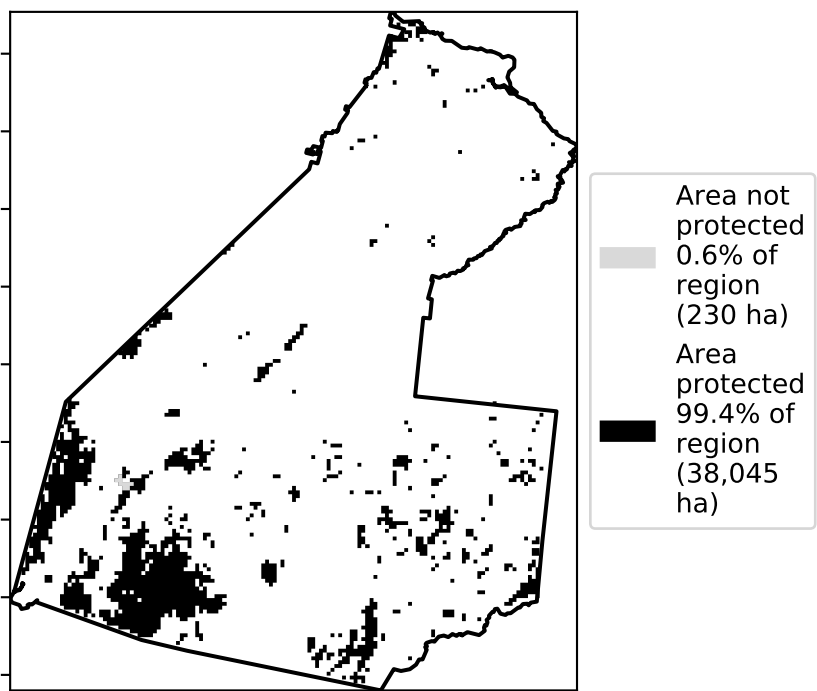 Area not
protected
0.6% of
region
(230 ha)
Area
protected
99.4% of
region
(38,045
ha)